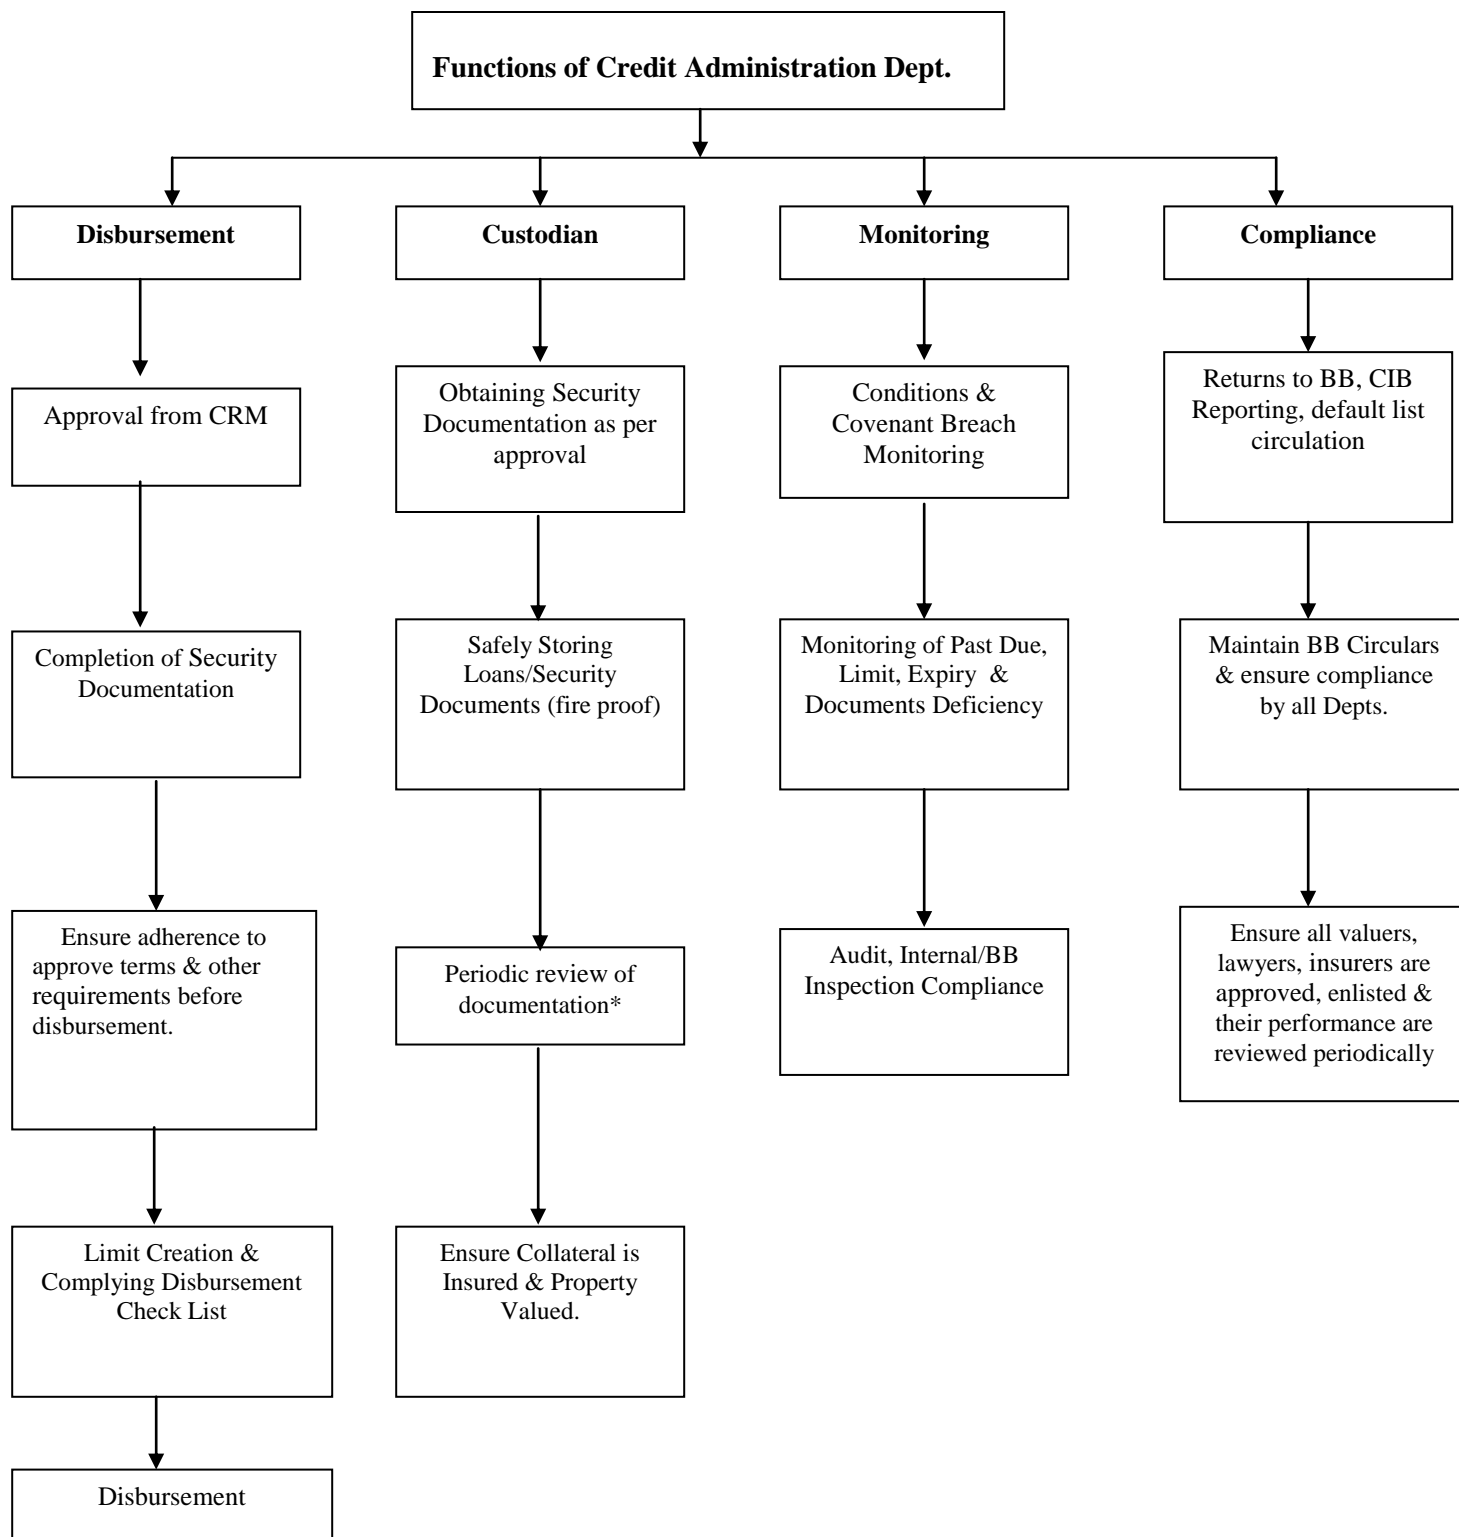 Functions of Credit Administration Dept.
Disbursement
Custodian
Monitoring
Compliance
Approval from CRM
Obtaining Security
Documentation as per
approval
Conditions &
Covenant Breach
Monitoring
Returns to BB, CIB
Reporting, default list
circulation
Completion of Security
Documentation
Safely Storing
Loans/Security
Documents (fire proof)
Monitoring of Past Due,
Limit, Expiry &
Documents Deficiency
Maintain BB Circulars
& ensure compliance
by all Depts.
Ensure adherence to
approve terms & other
requirements before
disbursement.
Periodic review of
documentation*
Audit, Internal/BB
Inspection Compliance
Ensure all valuers,
lawyers, insurers are
approved, enlisted &
their performance are
reviewed periodically
Limit Creation &
Complying Disbursement
Check List
Ensure Collateral is
Insured & Property
Valued.
Disbursement